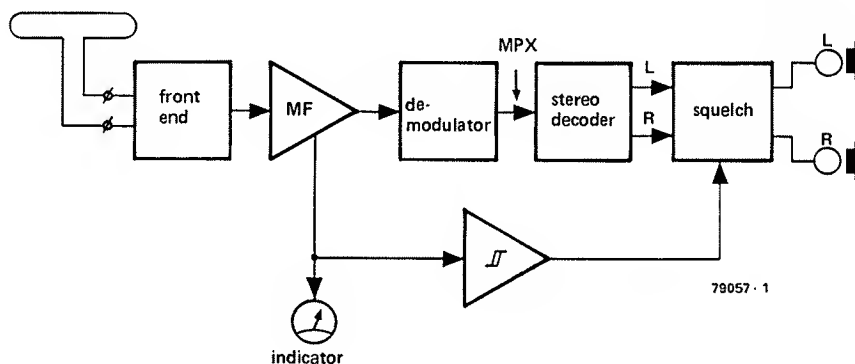 MPX
L
L
front
end
MF
de-
modulator
stereo
decoder
R
squelch
R
79057 - 1
indicator